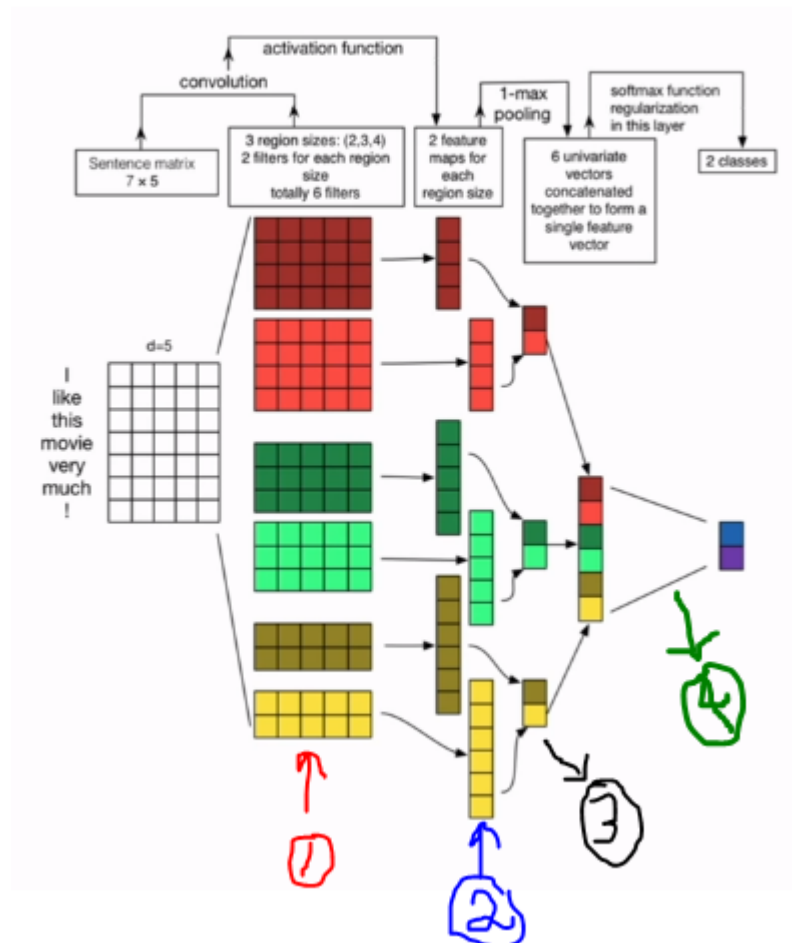 activation function
convolution
1-max
pooling
softmax function
regularization
in this layer
Sentence matrix
7 × 5
3 region sizes: (2,3,4)
2 filters for each region
size
totally 6 filters
2 feature
maps for
each
region size
6 univariate
vectors
concatenated
together to form a
single feature
vector
2 classes
d=5
I
like
this
movie
very
much
!
1
2
3
4